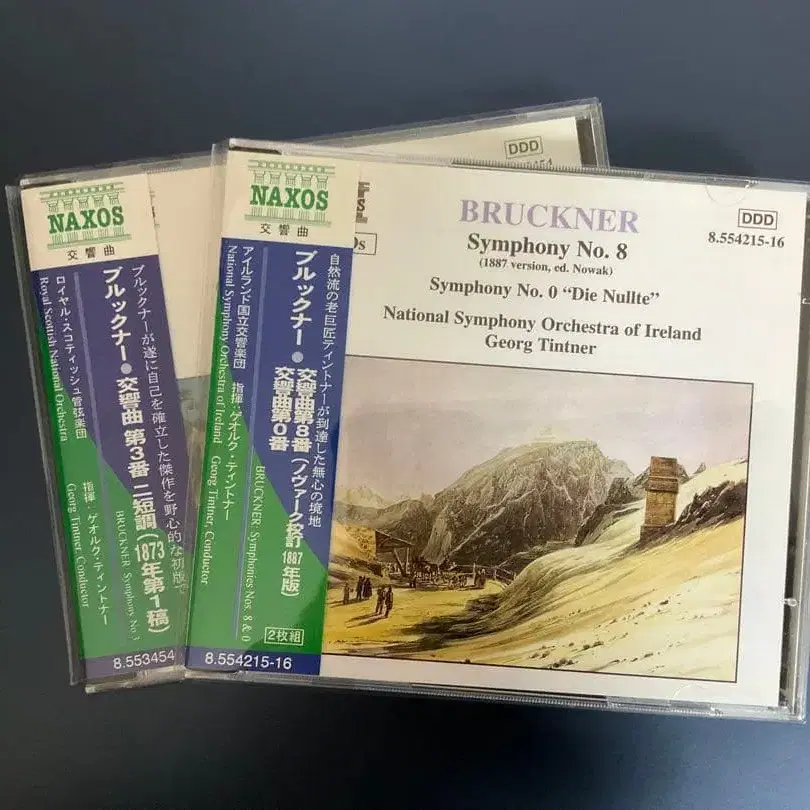 NAXOS
交響曲
ブルックナーが遂に自己を確立した傑作を野心的な初版で
ブルックナー●交響曲 第3番 ニ短調（1873年第1稿）
BRUCKNER: Symphony No.3
ロイヤル・スコティッシュ管弦楽団 指揮：ゲオルク・ティントナー
Royal Scottish National Orchestra Georg Tintner, Conductor
8.553454
DDD
NAXOS
交響曲
自然流の老巨匠ティントナーが到達した無心の境地
ブルックナー●交響曲第8番（ノヴァーク校訂1887年版）
交響曲第0番
BRUCKNER: Symphonies Nos. 8 & 0
アイルランド国立交響楽団 指揮：ゲオルク・ティントナー
National Symphony Orchestra of Ireland Georg Tintner, Conductor
2枚組
8.554215-16
BRUCKNER
DDD
8.554215-16
Symphony No. 8
(1887 version, ed. Nowak)
Symphony No. 0 “Die Nullte”
National Symphony Orchestra of Ireland
Georg Tintner